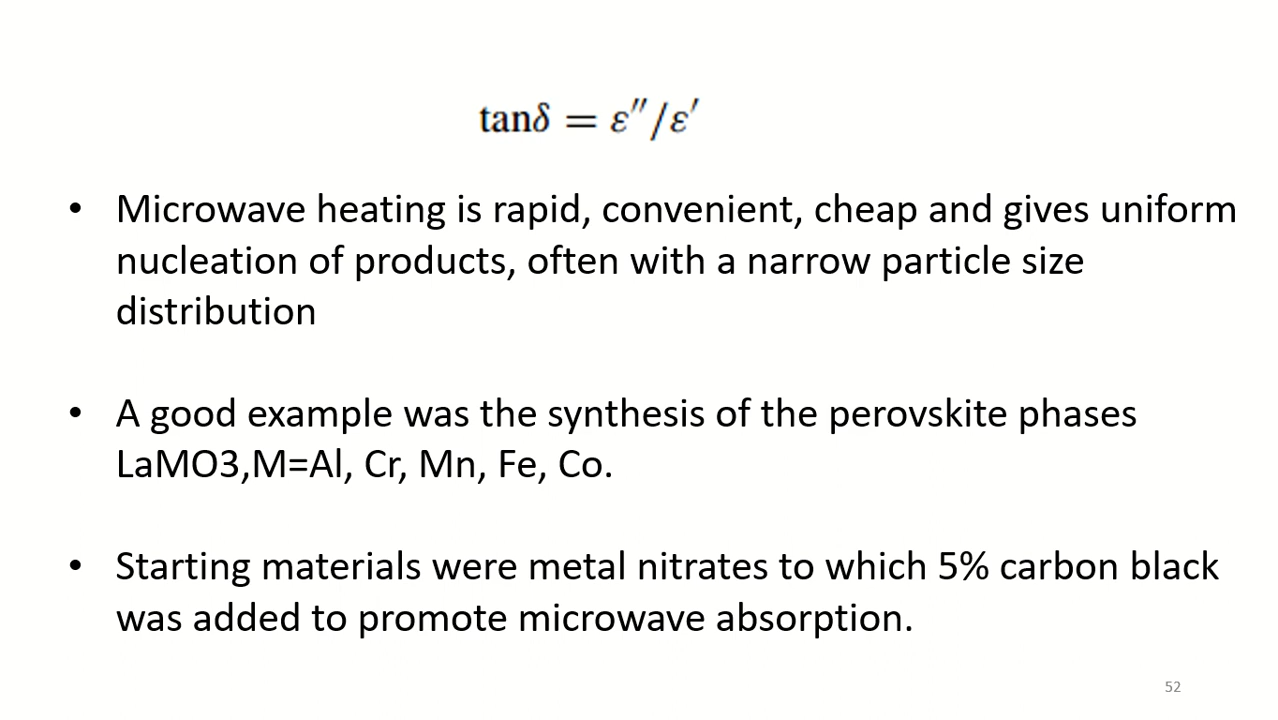 tanδ = ε″/ε′
• Microwave heating is rapid, convenient, cheap and gives uniform
nucleation of products, often with a narrow particle size
distribution
• A good example was the synthesis of the perovskite phases
LaMO3,M=Al, Cr, Mn, Fe, Co.
• Starting materials were metal nitrates to which 5% carbon black
was added to promote microwave absorption.
52